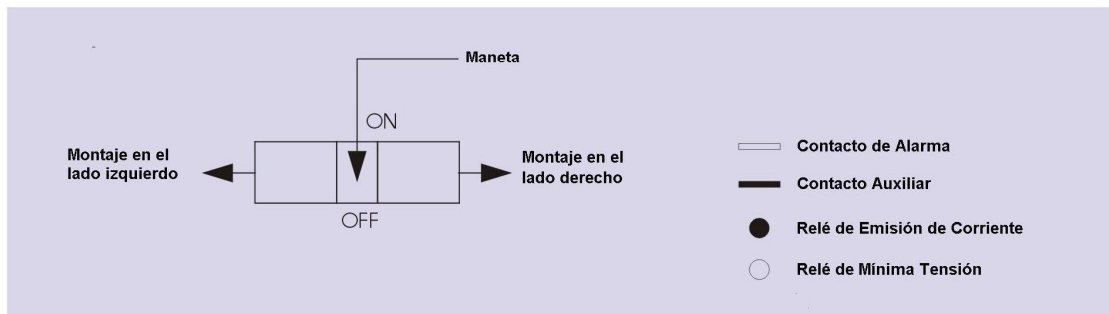 Maneta
ON
Montaje en el
lado izquierdo
Montaje en el
lado derecho
OFF
Contacto de Alarma
Contacto Auxiliar
Relé de Emisión de Corriente
Relé de Mínima Tensión